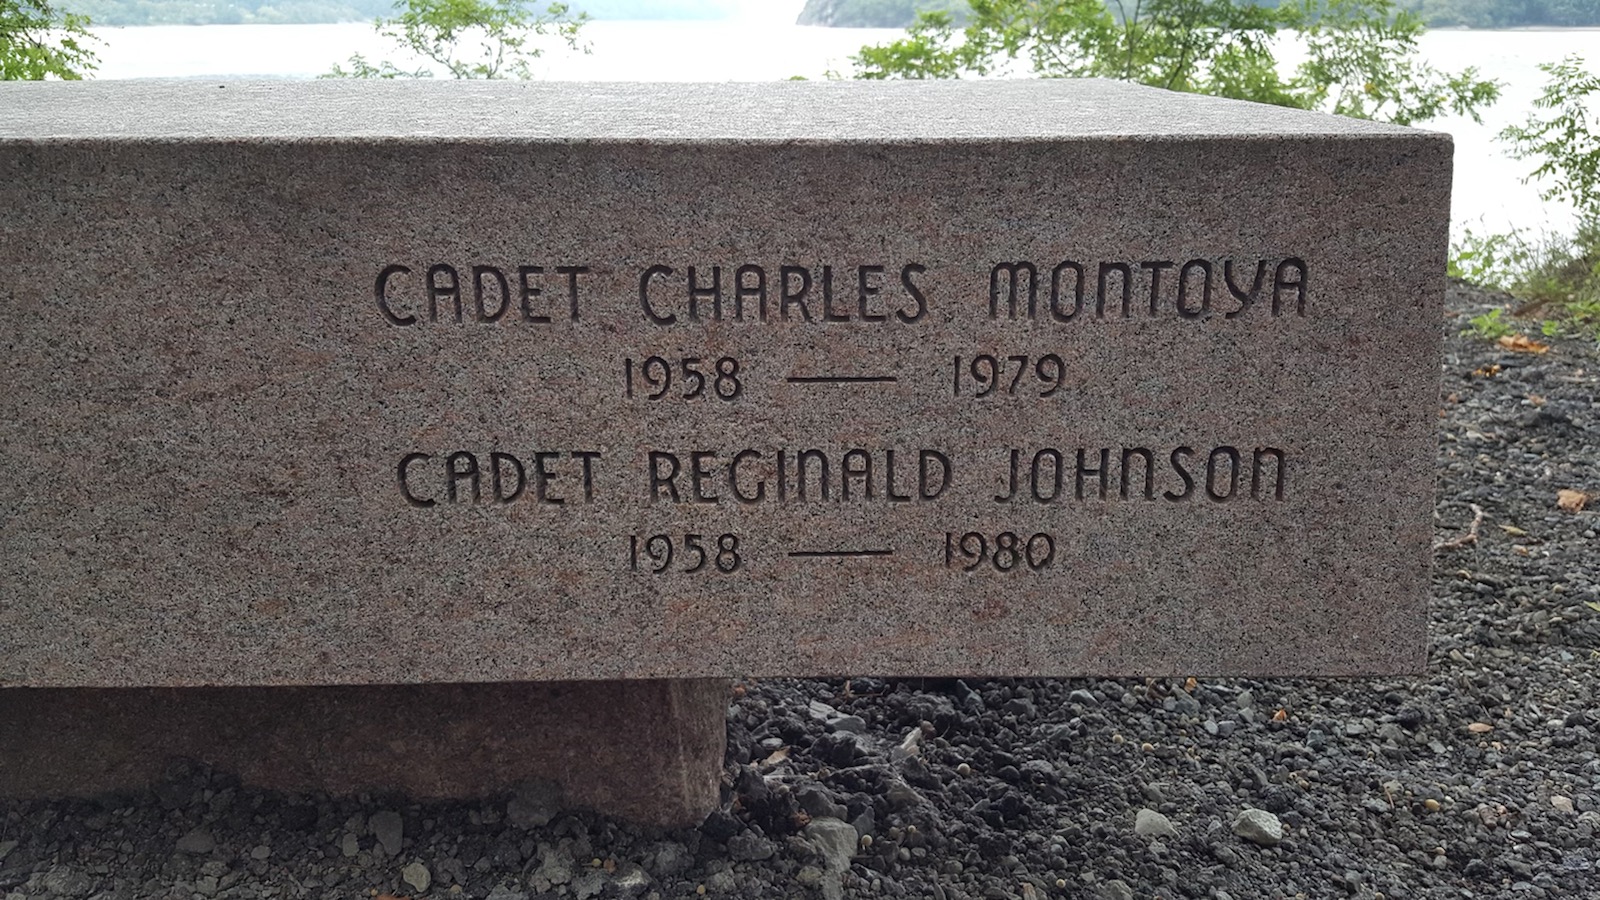 CADET CHARLES MONTOYA
1958 — 1979
CADET REGINALD JOHNSON
1958 — 1980